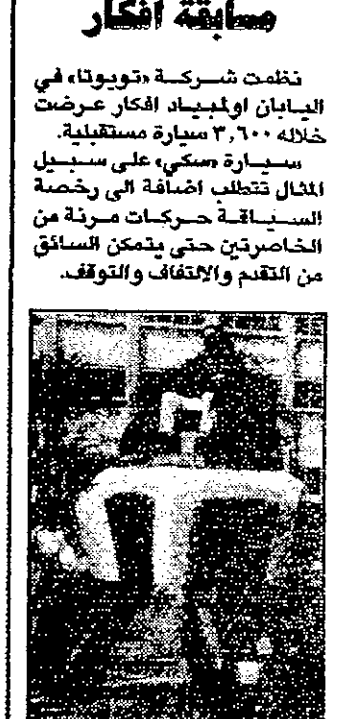 مسابقة افكار
نظمت شركة «تويوتا» في
اليابان اولمبياد افكار عرضت
خلاله ٣,٦٠٠ سيارة مستقبلية.
سيارة «سكي» على سبيل
المثال تتطلب اضافة الى رخصة
السياقة حركات مرنة من
الخاصرتين حتى يتمكن السائق
من التقدم والالتفاف والتوقف.